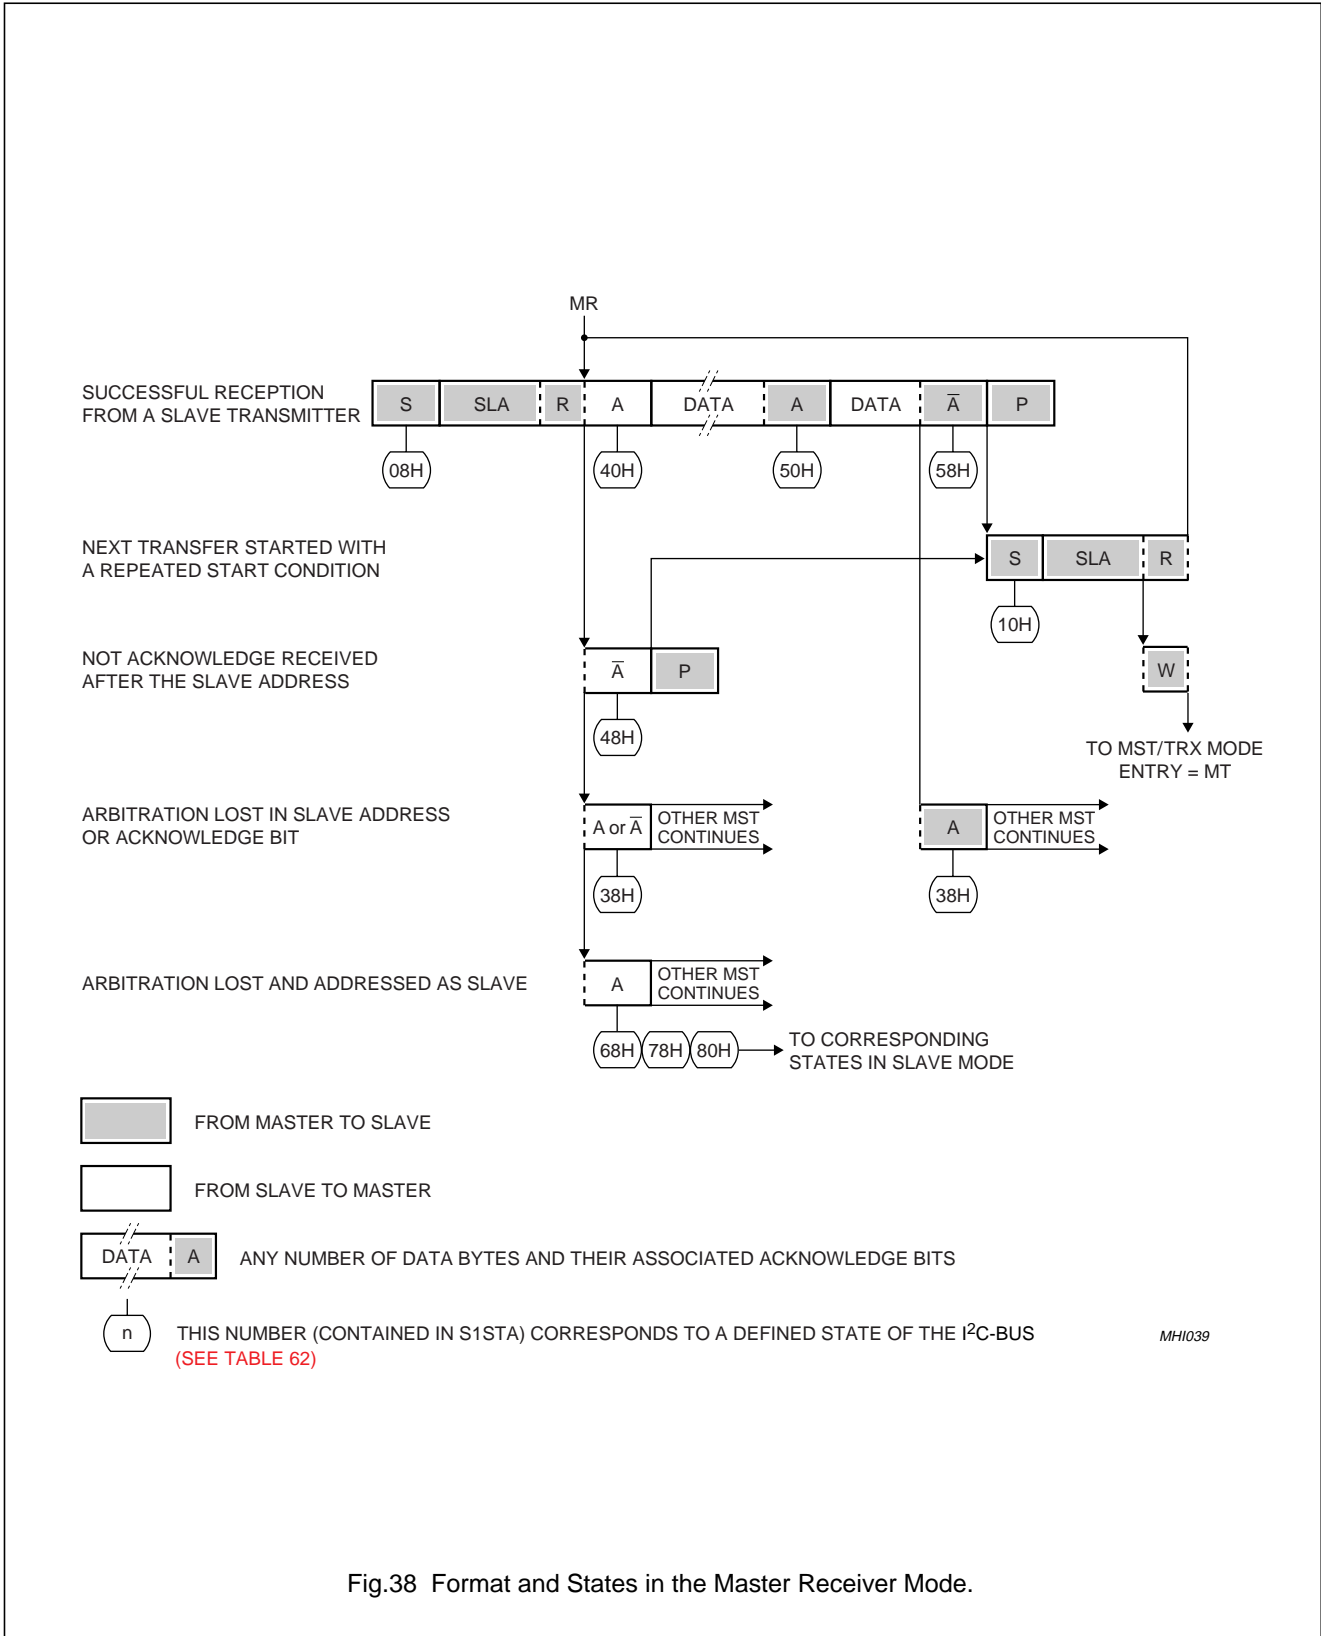 MR
SUCCESSFUL RECEPTION
FROM A SLAVE TRANSMITTER
S SLA R A DATA A DATA A̅ P
08H 40H 50H 58H
NEXT TRANSFER STARTED WITH
A REPEATED START CONDITION
S SLA R
10H
NOT ACKNOWLEDGE RECEIVED
AFTER THE SLAVE ADDRESS
A̅ P
W
48H
TO MST/TRX MODE
ENTRY = MT
ARBITRATION LOST IN SLAVE ADDRESS
OR ACKNOWLEDGE BIT
A or A̅
OTHER MST
CONTINUES
A
OTHER MST
CONTINUES
38H 38H
ARBITRATION LOST AND ADDRESSED AS SLAVE
A
OTHER MST
CONTINUES
68H 78H 80H
TO CORRESPONDING
STATES IN SLAVE MODE
FROM MASTER TO SLAVE
FROM SLAVE TO MASTER
DATA A ANY NUMBER OF DATA BYTES AND THEIR ASSOCIATED ACKNOWLEDGE BITS
n THIS NUMBER (CONTAINED IN S1STA) CORRESPONDS TO A DEFINED STATE OF THE I²C-BUS
(SEE TABLE 62)
MHI039
Fig.38 Format and States in the Master Receiver Mode.